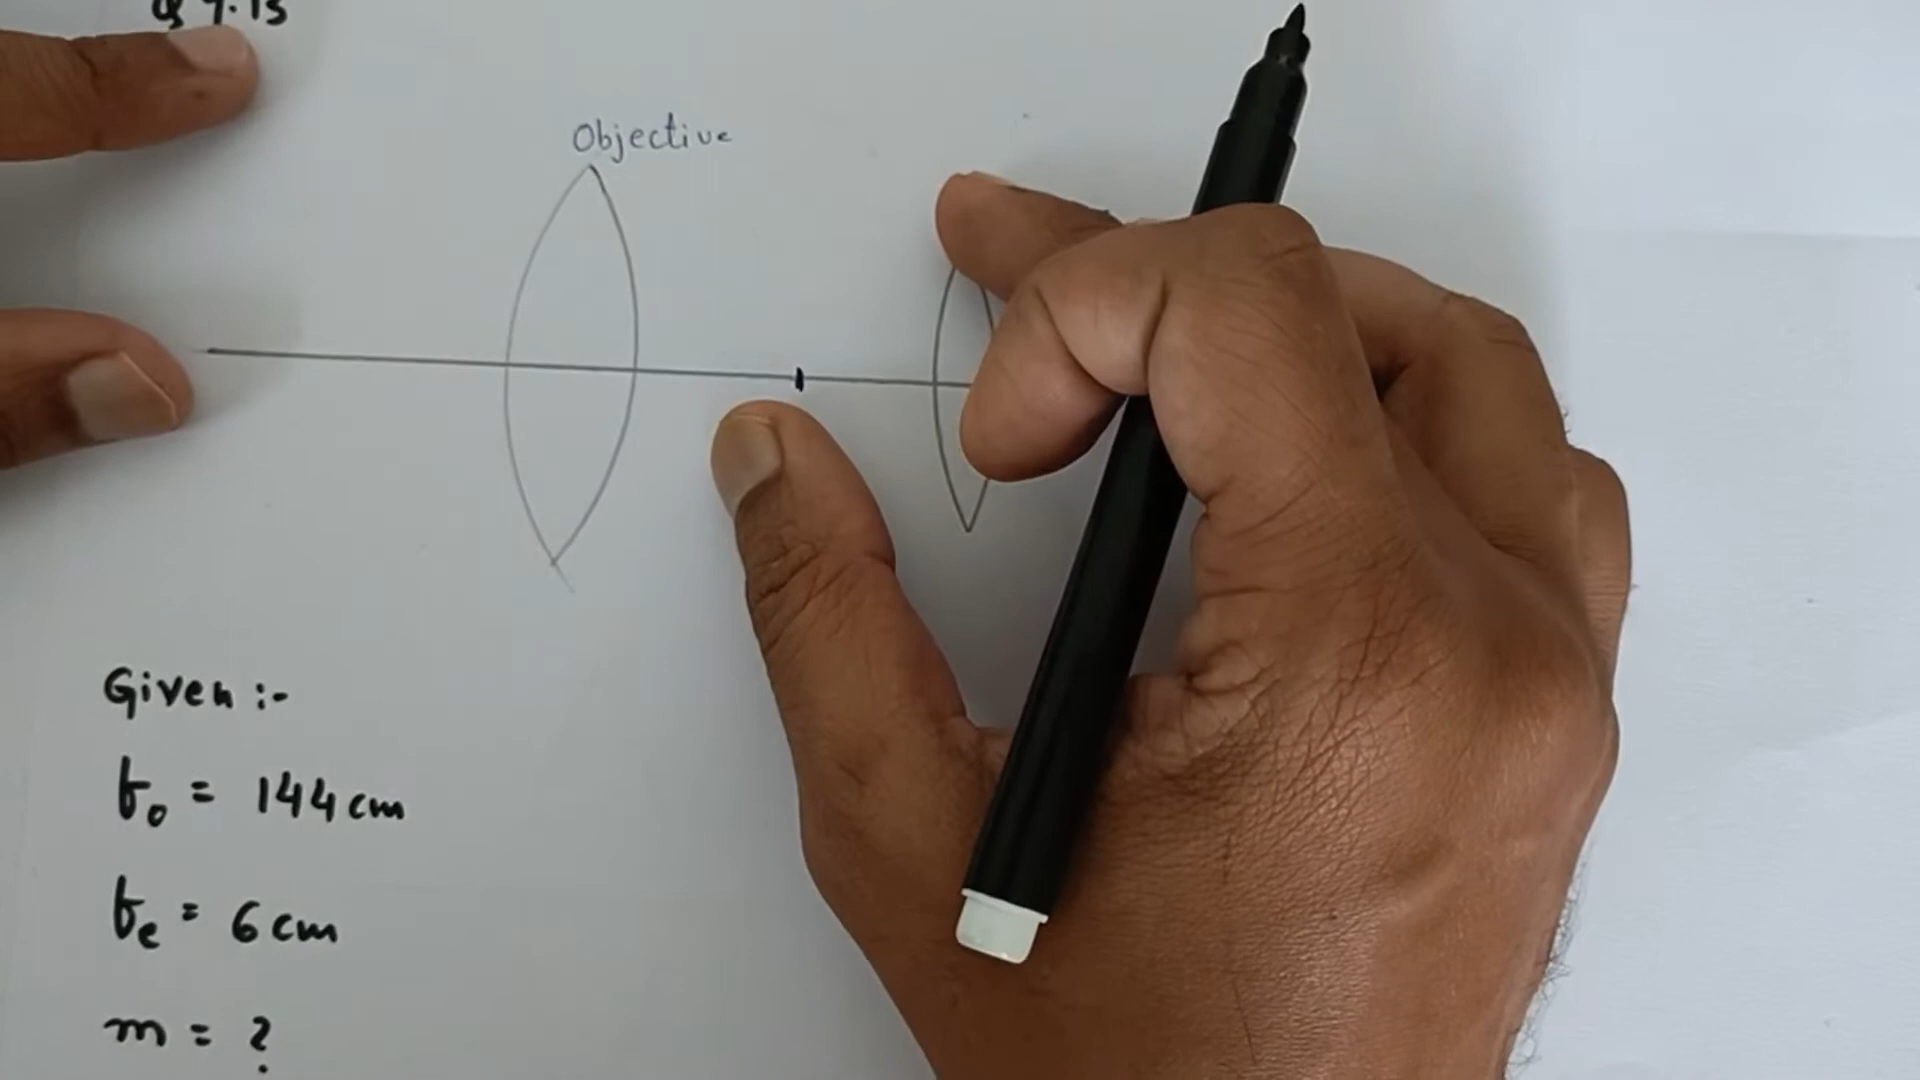 Objective
Given :-
fo = 144 cm
fe = 6 cm
m = ?